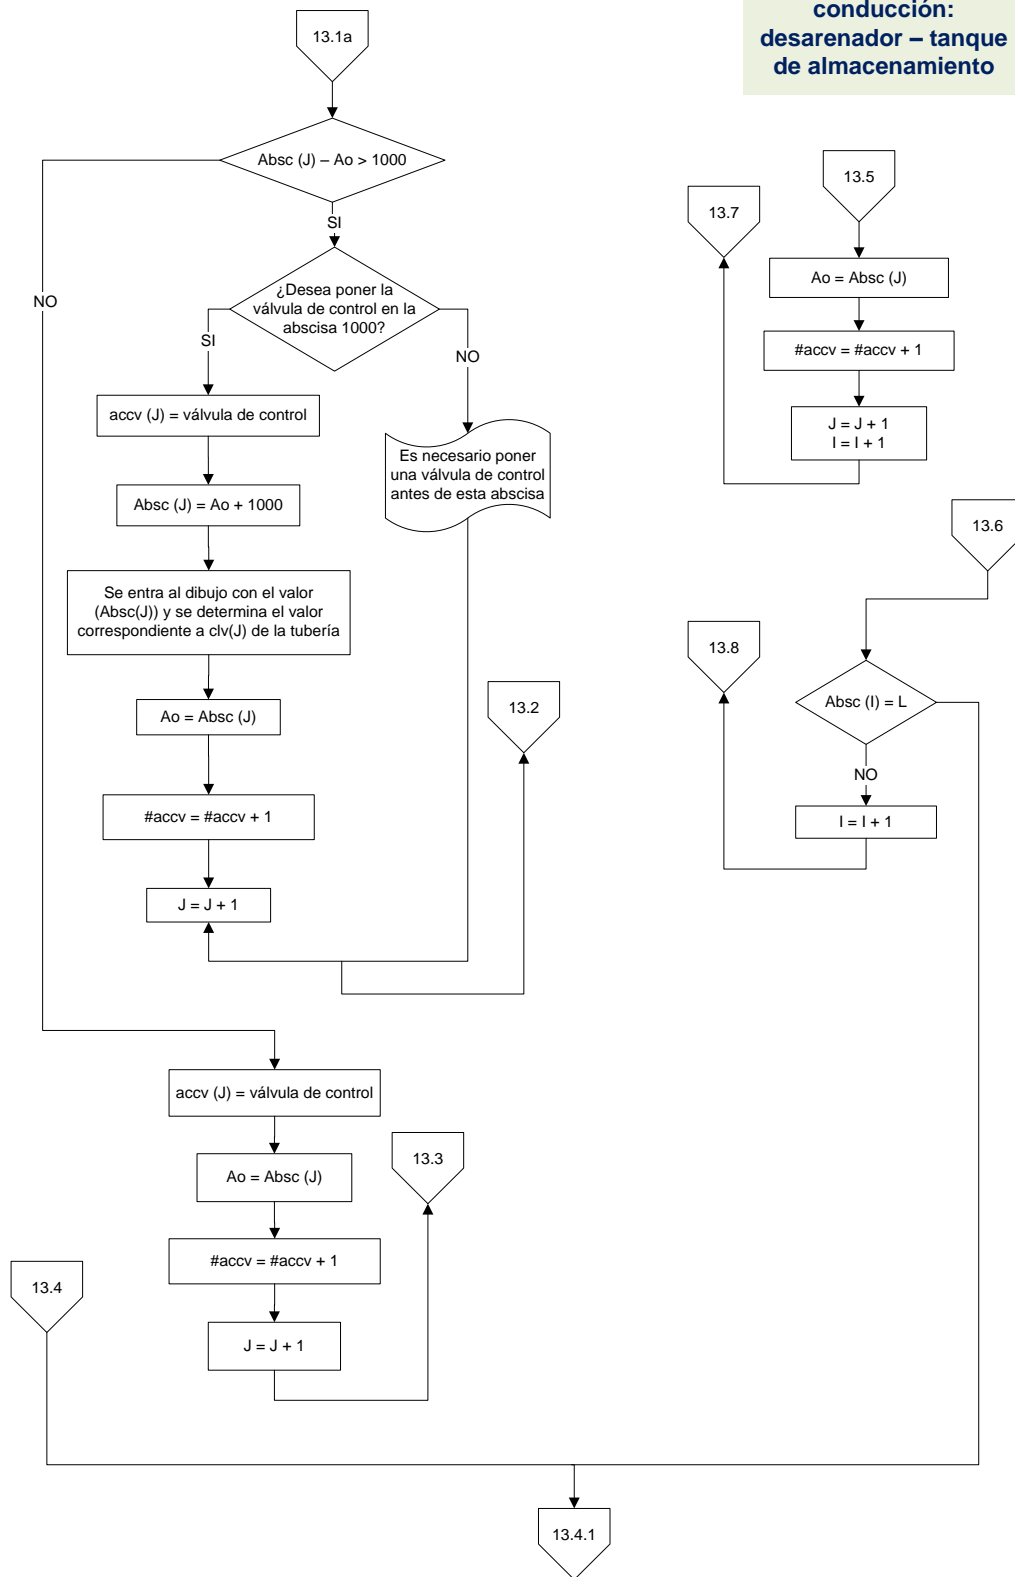 conducción:
desarenador – tanque
de almacenamiento
13.1a
Absc (J) – Ao > 1000
SI
NO
¿Desea poner la
válvula de control en la
abscisa 1000?
SI
NO
accv (J) = válvula de control
Es necesario poner
una válvula de control
antes de esta abscisa
Absc (J) = Ao + 1000
Se entra al dibujo con el valor
(Absc(J)) y se determina el valor
correspondiente a clv(J) de la tubería
Ao = Absc (J)
13.2
#accv = #accv + 1
J = J + 1
accv (J) = válvula de control
Ao = Absc (J)
13.3
#accv = #accv + 1
J = J + 1
13.4
13.5
13.7
Ao = Absc (J)
#accv = #accv + 1
J = J + 1
I = I + 1
13.6
13.8
Absc (I) = L
NO
I = I + 1
13.4.1